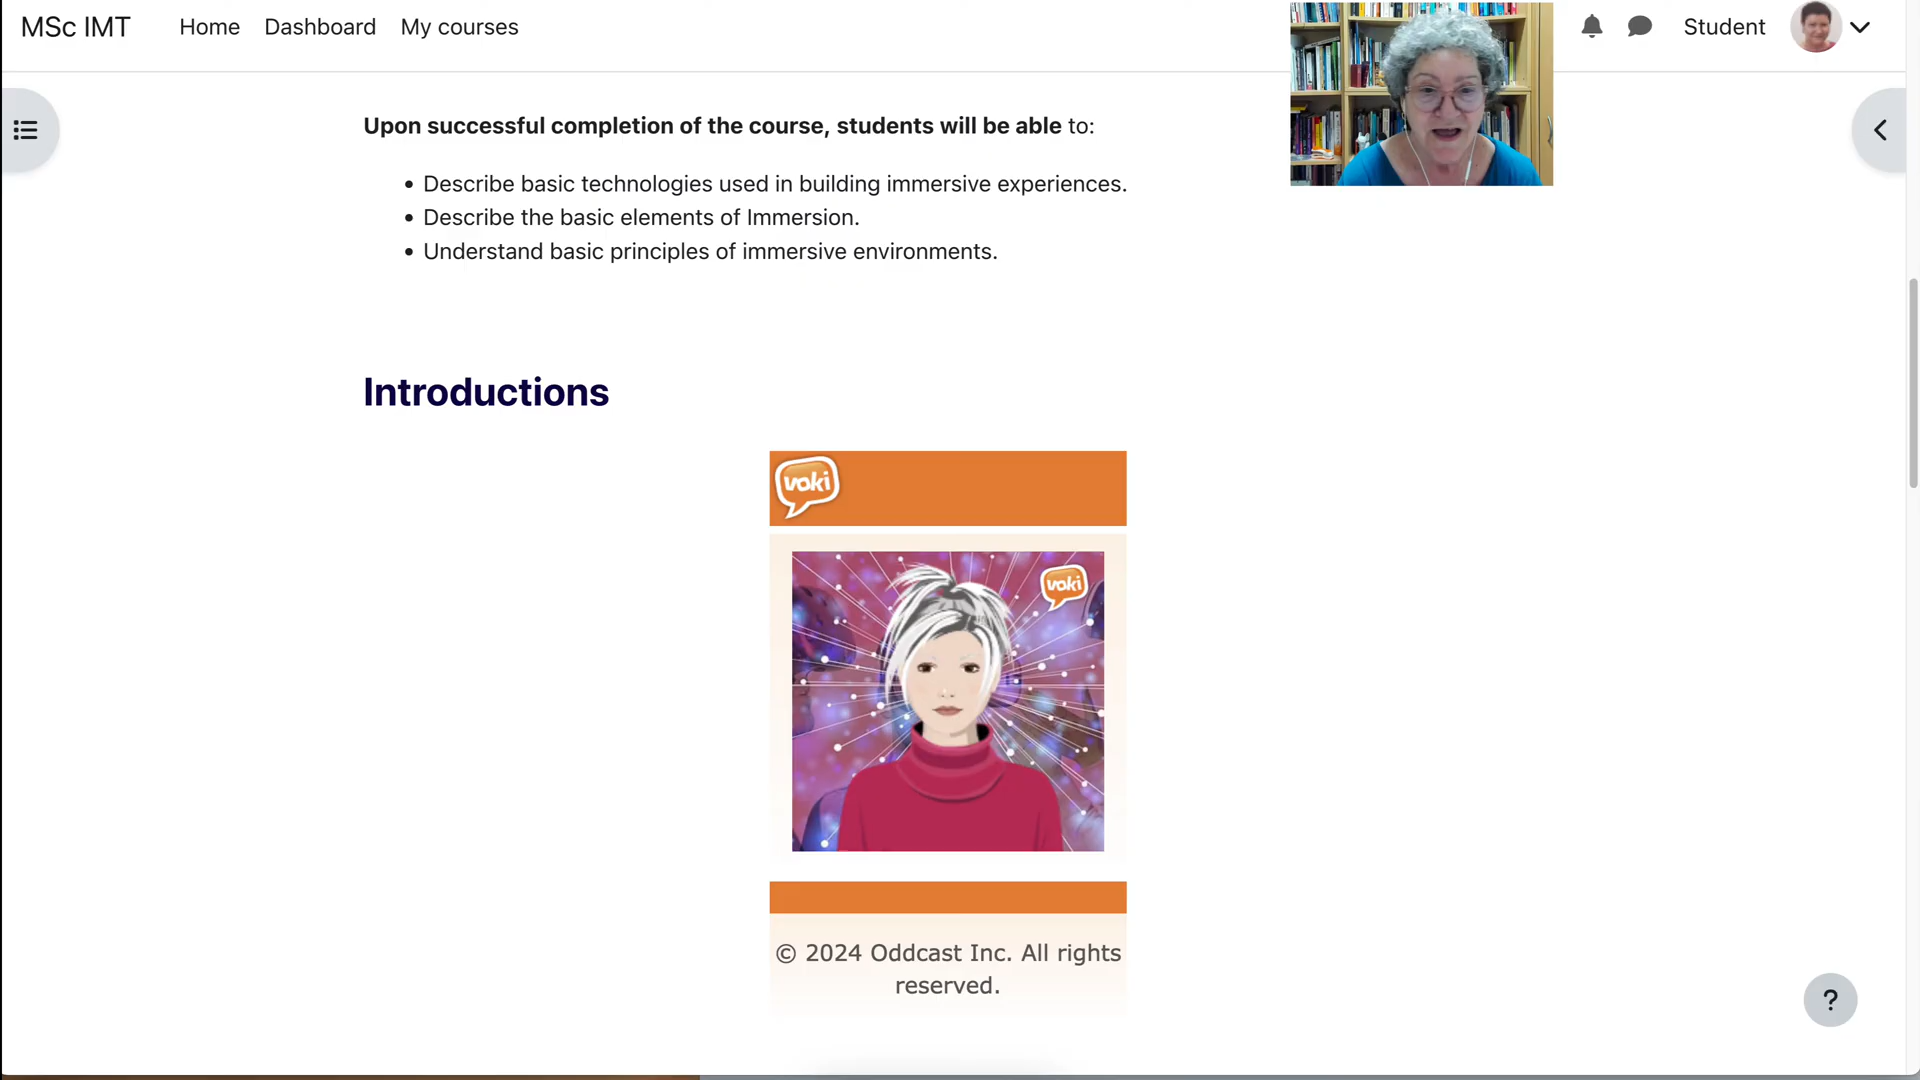 MSc IMT Home Dashboard My courses Student
Upon successful completion of the course, students will be able to:
• Describe basic technologies used in building immersive experiences.
• Describe the basic elements of Immersion.
• Understand basic principles of immersive environments.
Introductions
voki
voki
© 2024 Oddcast Inc. All rights
reserved.
?